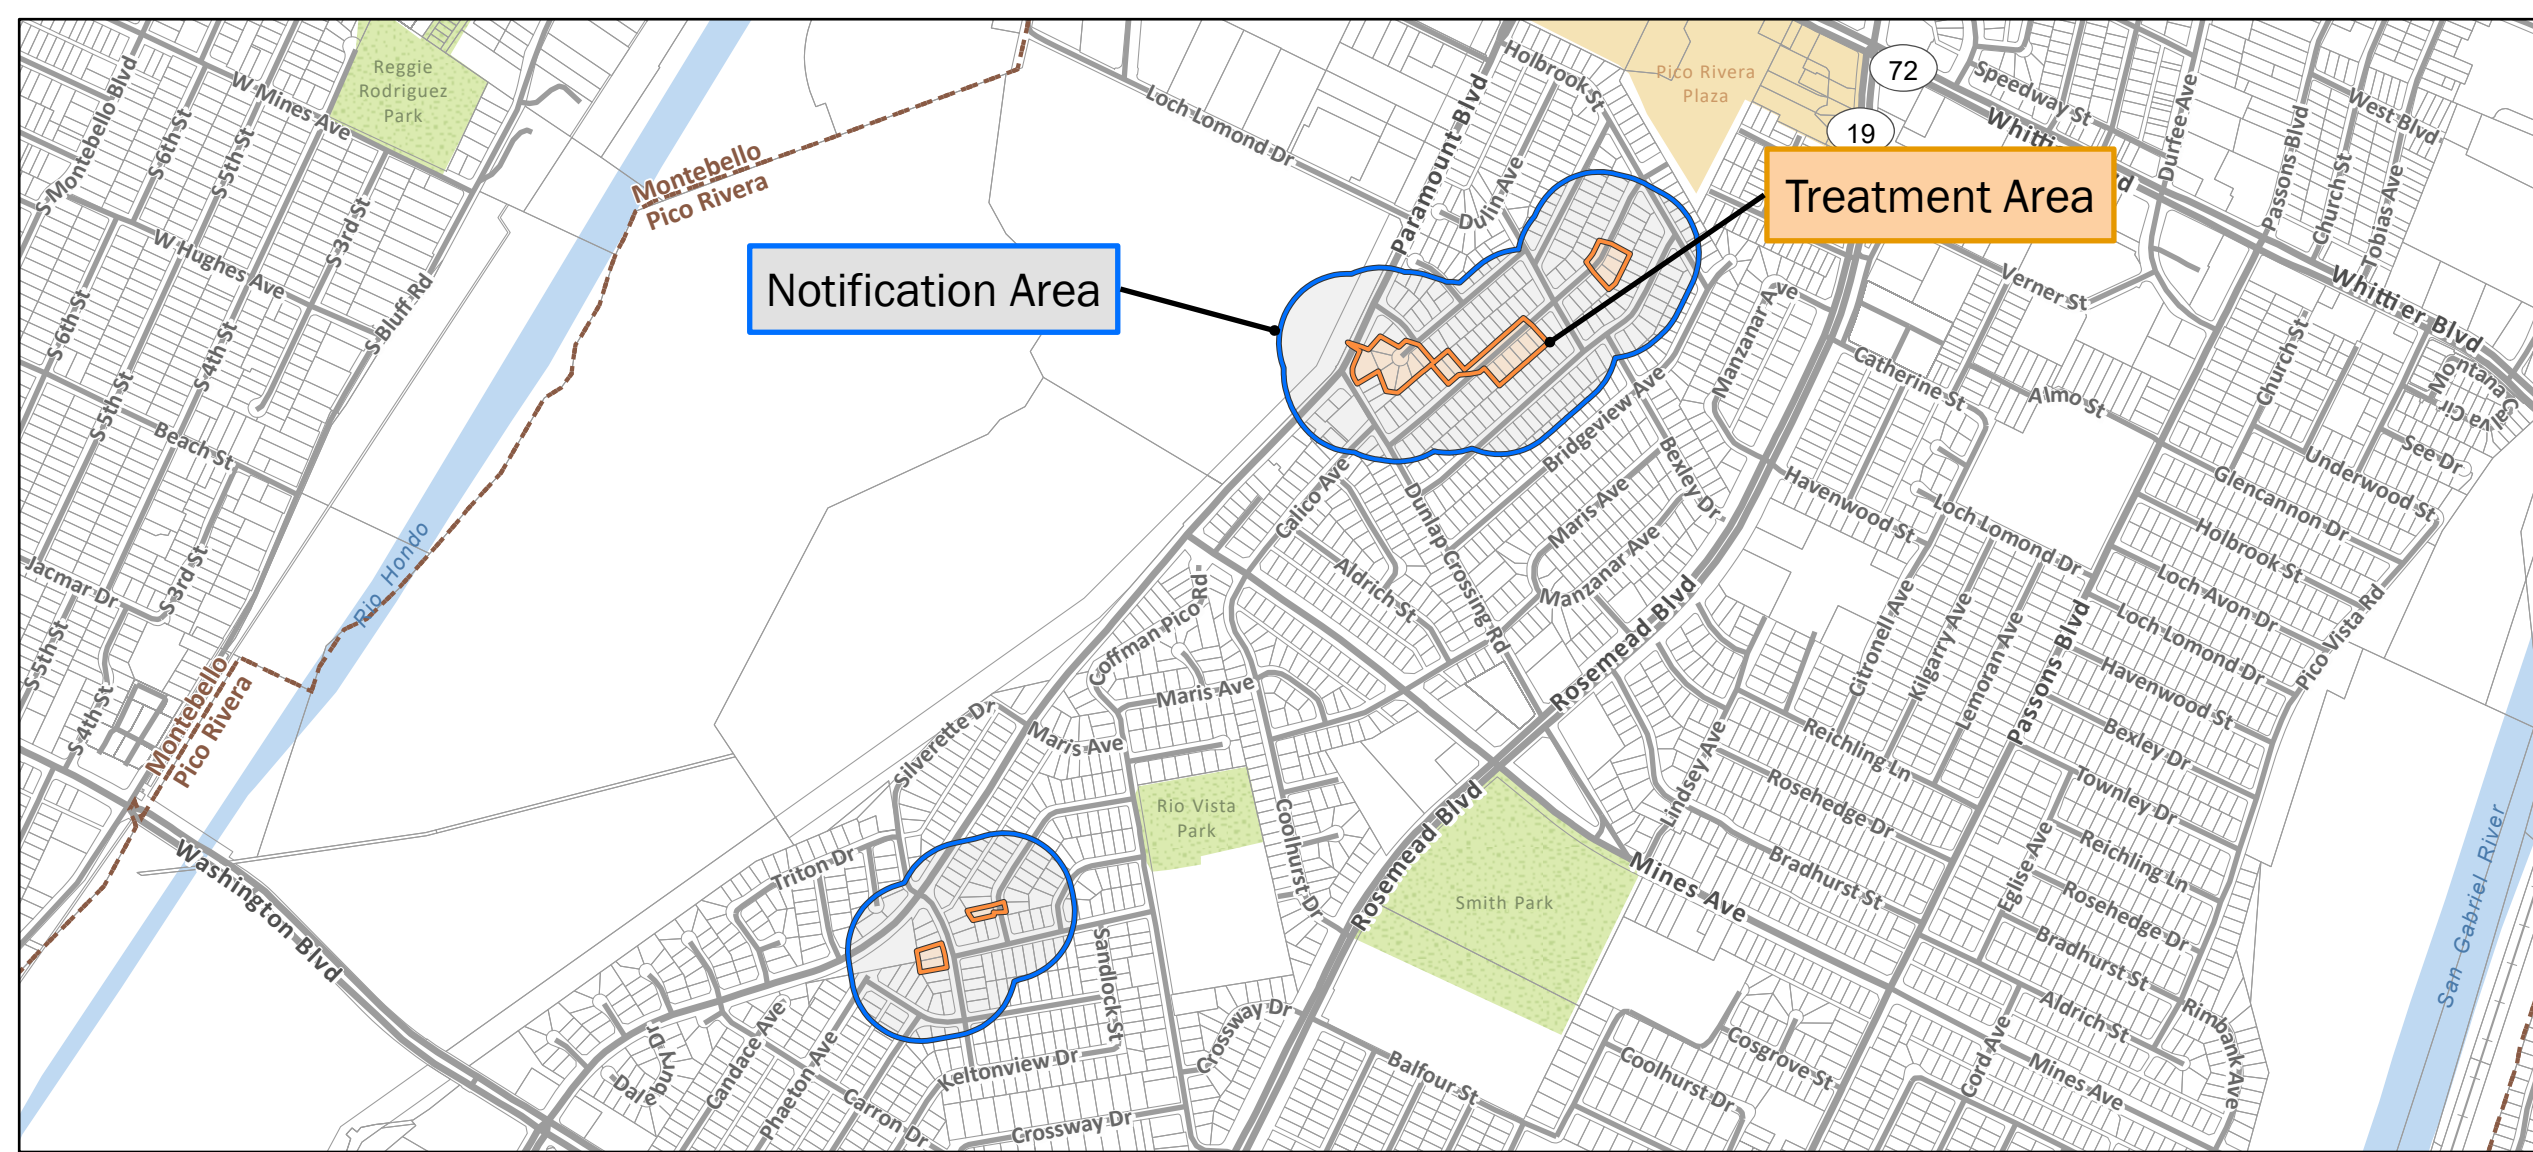 Reggie
Rodriguez
Park
W Mines Ave
S Montebello Blvd
S 6th St
S 5th St
S 3rd St
W Hughes Ave
S Bluff Rd
S 6th St
S 4th St
S 5th St
Beach St
Jacmar Dr
S 3rd St
S 5th St
S 4th St
Rio Hondo
Montebello
Pico Rivera
Montebello
Pico Rivera
Washington Blvd
Loch Lomond Dr
Paramount Blvd
Holbrook St
Dulin Ave
Pico Rivera
Plaza
72
19
Speedway St
Whittier Blvd
Durfee Ave
Passons Blvd
West Blvd
Church St
Tobias Ave
Treatment Area
Notification Area
Verner St
Whittier Blvd
Manzanar Ave
Catherine St
Almo St
Church St
Montana Calva Cir
See Dr
Underwood St
Glencannon Dr
Bridgeview Ave
Bexley Dr
Havenwood St
Loch Lomond Dr
Holbrook St
Calico Ave
Dunlap Crossing Rd
Maris Ave
Manzanar Ave
Aldrich St
Loch Avon Dr
Loch Lomond Dr
Pico Vista Rd
Coffman Pico Rd
Rosemead Blvd
Citronell Ave
Kilgarry Ave
Lemoran Ave
Passons Blvd
Havenwood St
Maris Ave
Silverette Dr
Maris Ave
Reichling Ln
Bexley Dr
Lindsey Ave
Rosehedge Dr
Townley Dr
Rio Vista
Park
Coolhurst Dr
Rosemead Blvd
Smith Park
Mines Ave
Bradhurst St
Eglise Ave
Reichling Ln
Rosehedge Dr
Bradhurst St
San Gabriel River
Triton Dr
Sandlock St
Aldrich St
Rimbank Ave
Dalebury Dr
Candace Ave
Phaeton Ave
Carron Dr
Keltonview Dr
Crossway Dr
Crossway Dr
Balfour St
Coolhurst Dr
Cosgrove St
Cord Ave
Mines Ave